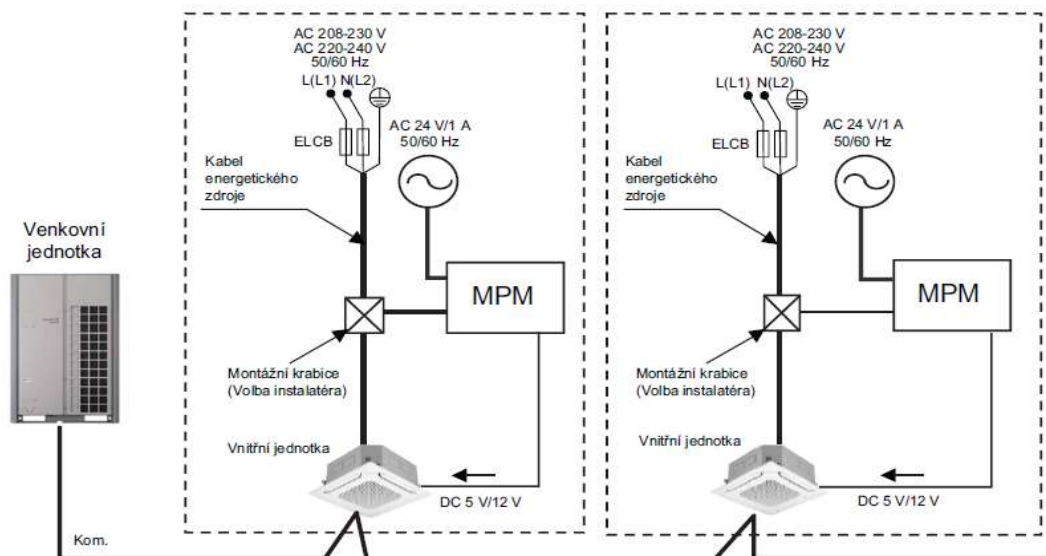 Venkovní
jednotka
Kom.
AC 208-230 V
AC 220-240 V
50/60 Hz
L(L1) N(L2)
ELCB
AC 24 V/1 A
50/60 Hz
Kabel
energetického
zdroje
MPM
Montážní krabice
(Volba instalatéra)
Vnitřní jednotka
DC 5 V/12 V
AC 208-230 V
AC 220-240 V
50/60 Hz
L(L1) N(L2)
ELCB
AC 24 V/1 A
50/60 Hz
Kabel
energetického
zdroje
MPM
Montážní krabice
(Volba instalatéra)
Vnitřní jednotka
DC 5 V/12 V